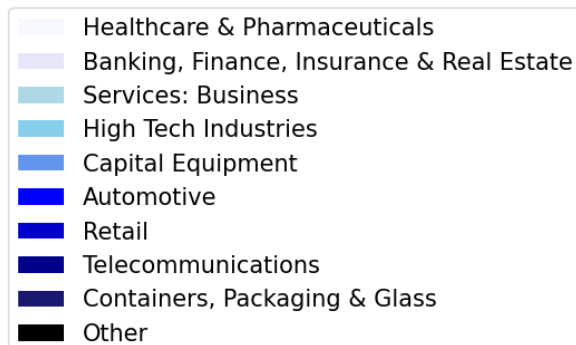 Healthcare & Pharmaceuticals
Banking, Finance, Insurance & Real Estate
Services: Business
High Tech Industries
Capital Equipment
Automotive
Retail
Telecommunications
Containers, Packaging & Glass
Other